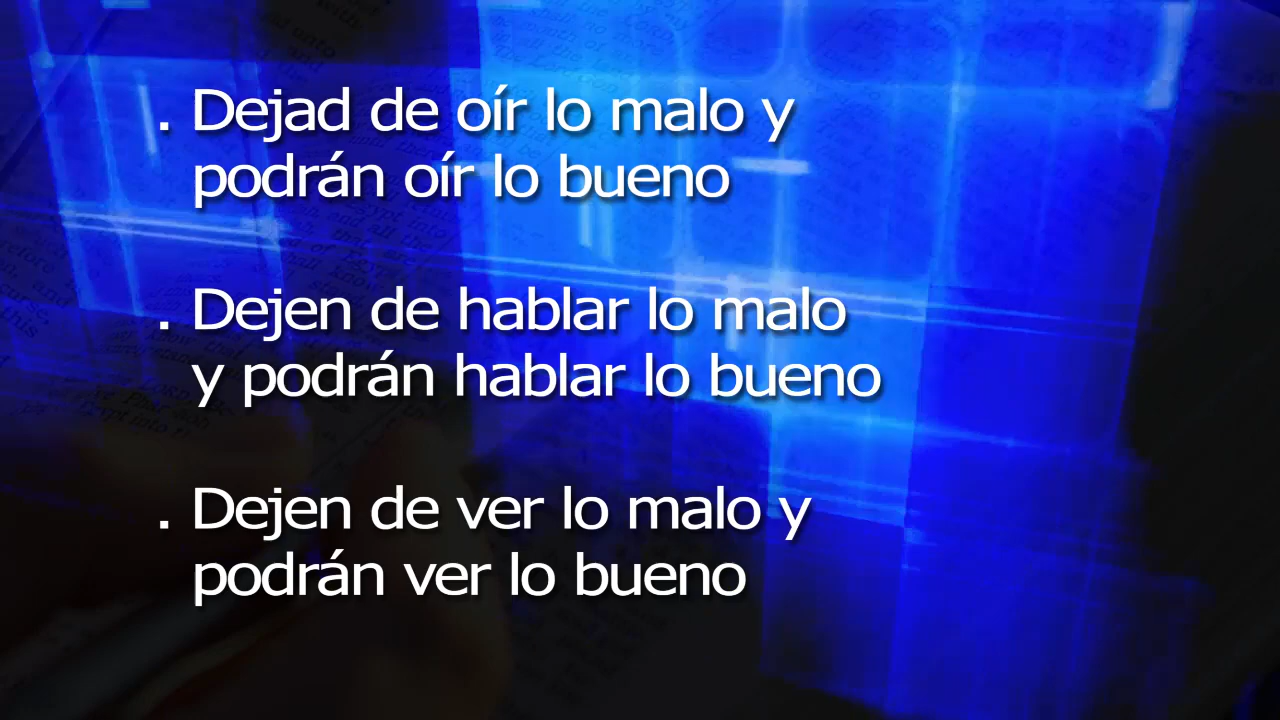 . Dejad de oír lo malo y
podrán oír lo bueno
. Dejen de hablar lo malo
y podrán hablar lo bueno
. Dejen de ver lo malo y
podrán ver lo bueno